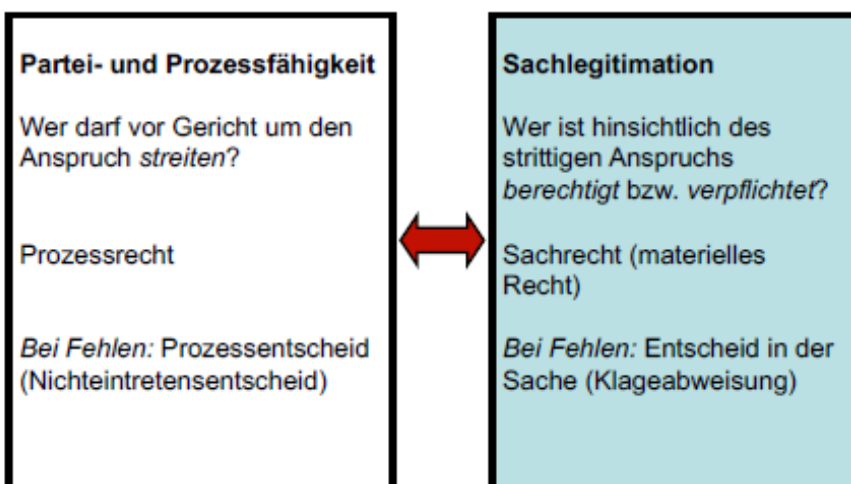 Partei- und Prozessfähigkeit
Wer darf vor Gericht um den
Anspruch streiten?
Prozessrecht
Bei Fehlen: Prozessentscheid
(Nichteintretensentscheid)
Sachlegitimation
Wer ist hinsichtlich des
strittigen Anspruchs
berechtigt bzw. verpflichtet?
Sachrecht (materielles
Recht)
Bei Fehlen: Entscheid in der
Sache (Klageabweisung)